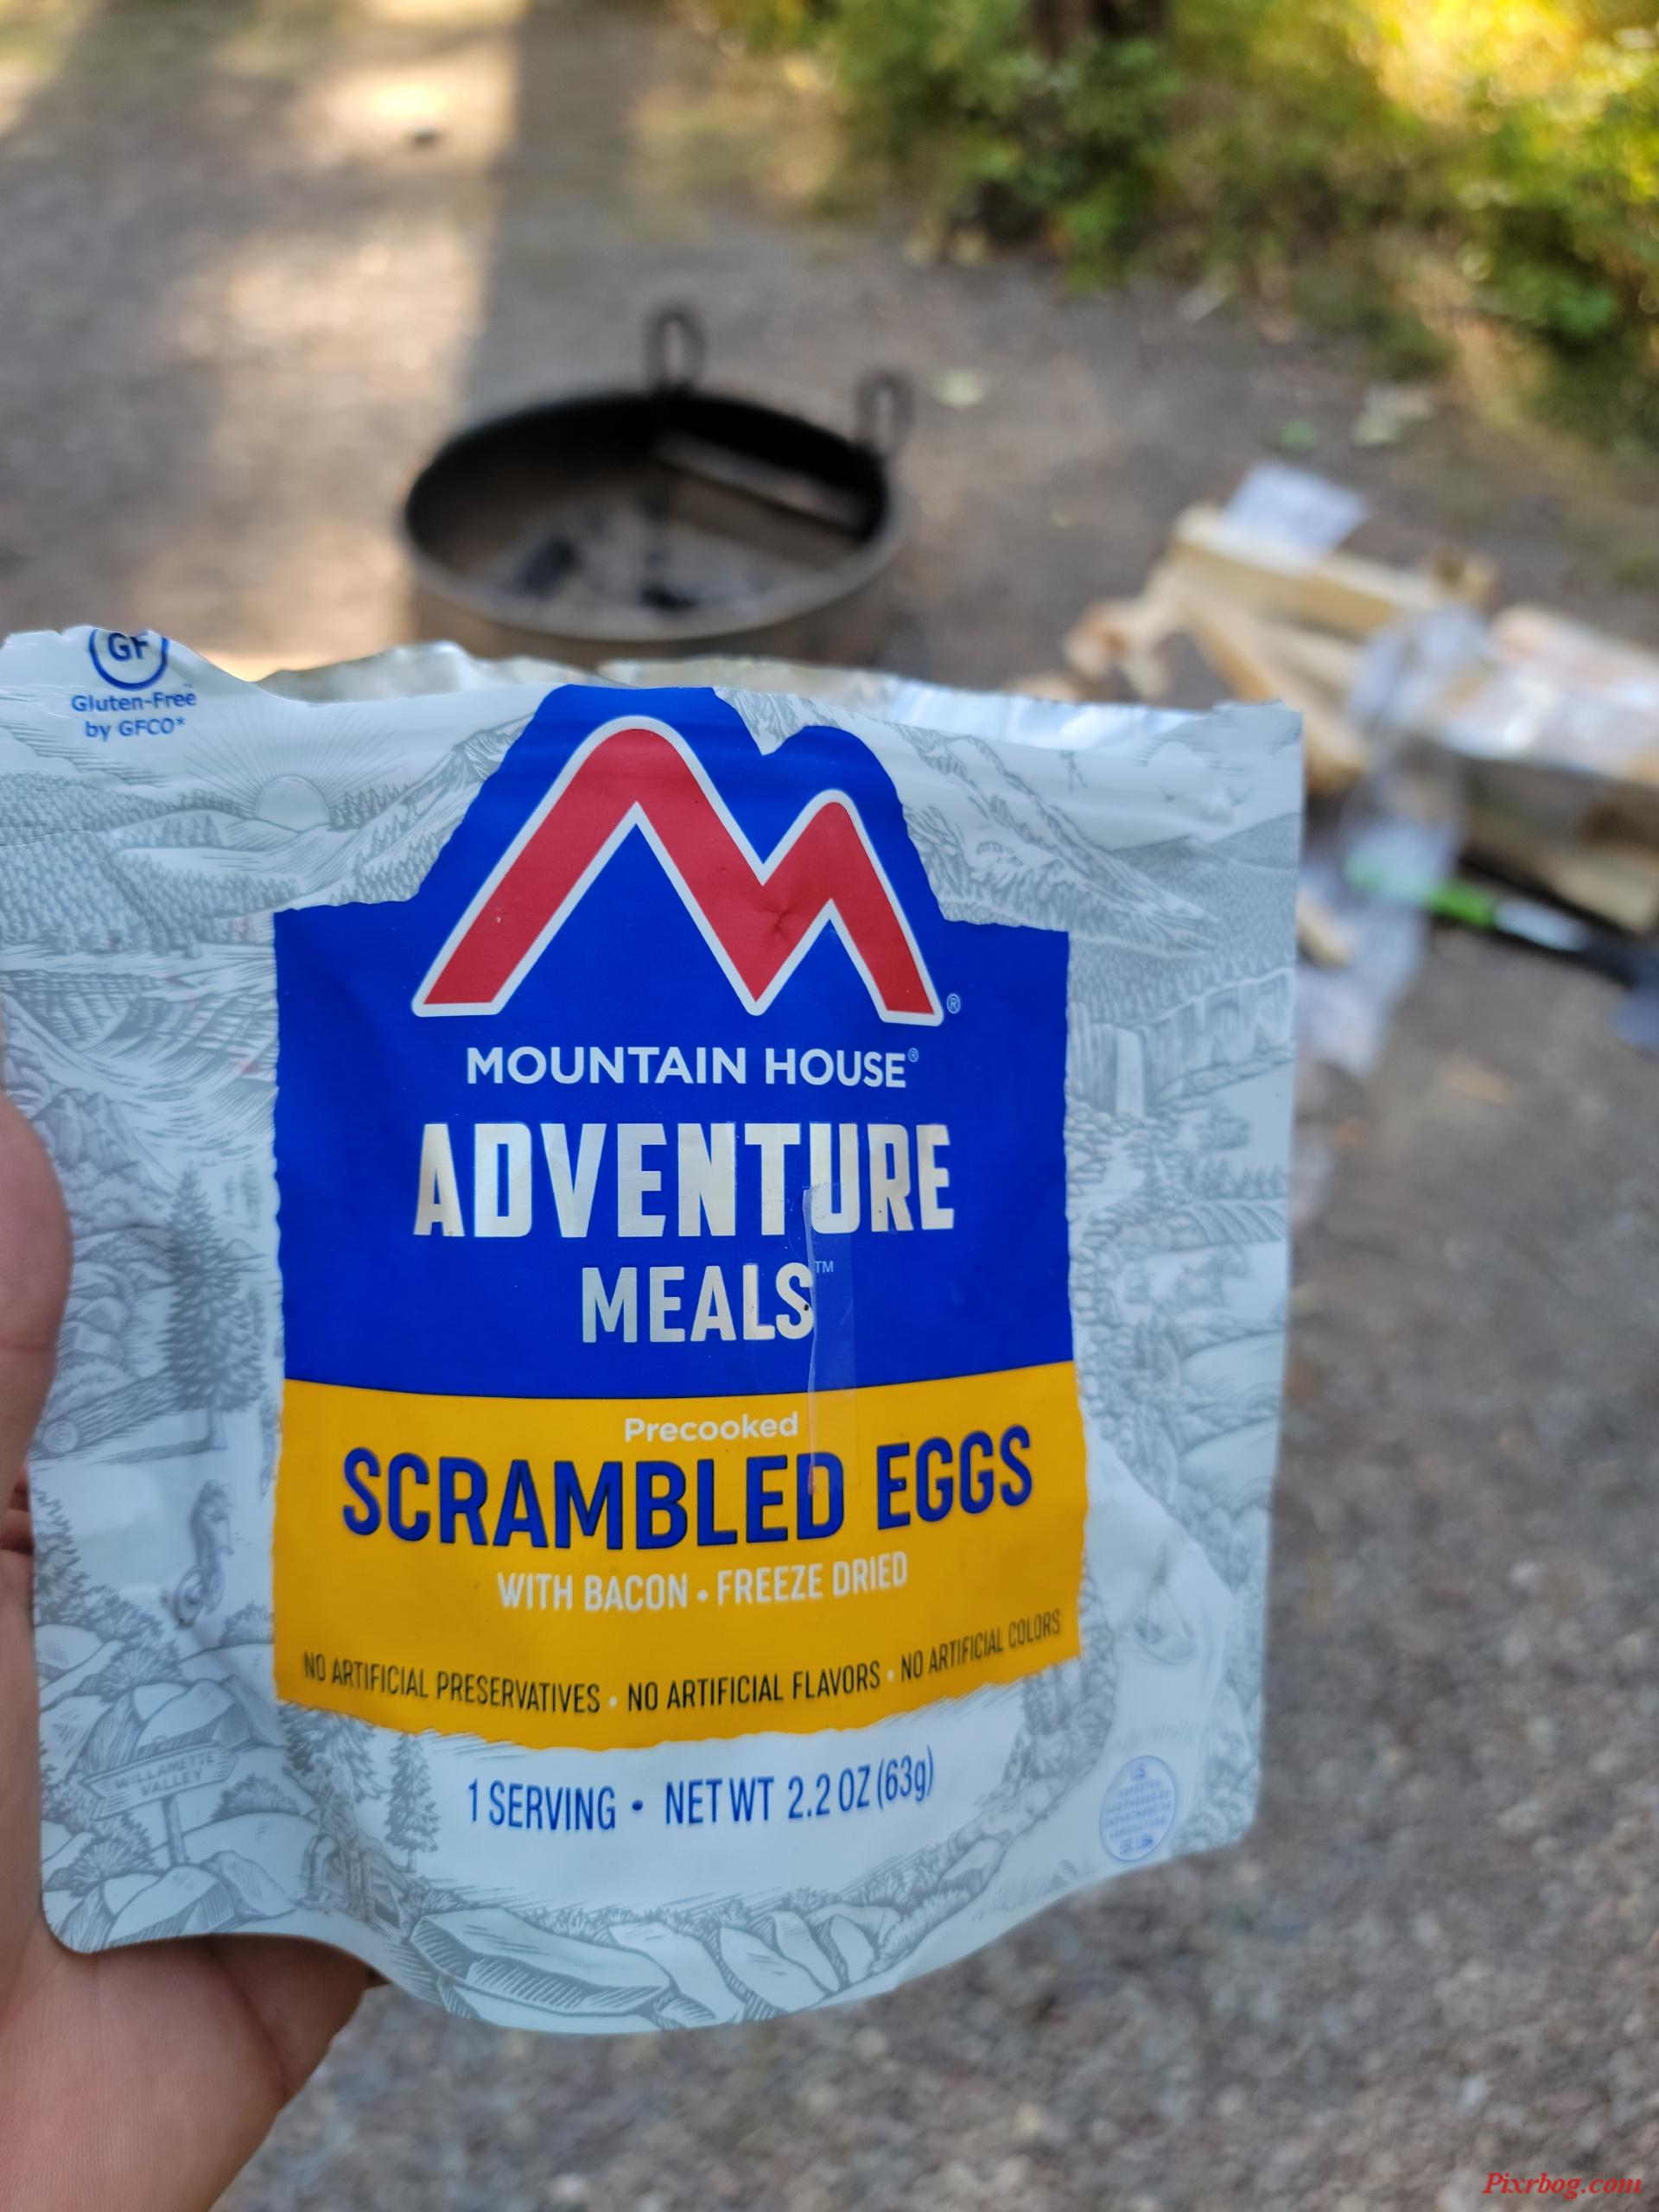 GF
Gluten-Free
by GFCO*
MOUNTAIN HOUSE®
ADVENTURE
MEALS™
Precooked
SCRAMBLED EGGS
WITH BACON • FREEZE DRIED
NO ARTIFICIAL PRESERVATIVES • NO ARTIFICIAL FLAVORS • NO ARTIFICIAL COLORS
WILLAMETTE
VALLEY
1 SERVING • NET WT 2.2 OZ (63g)
U.S.
Pixrbog.com